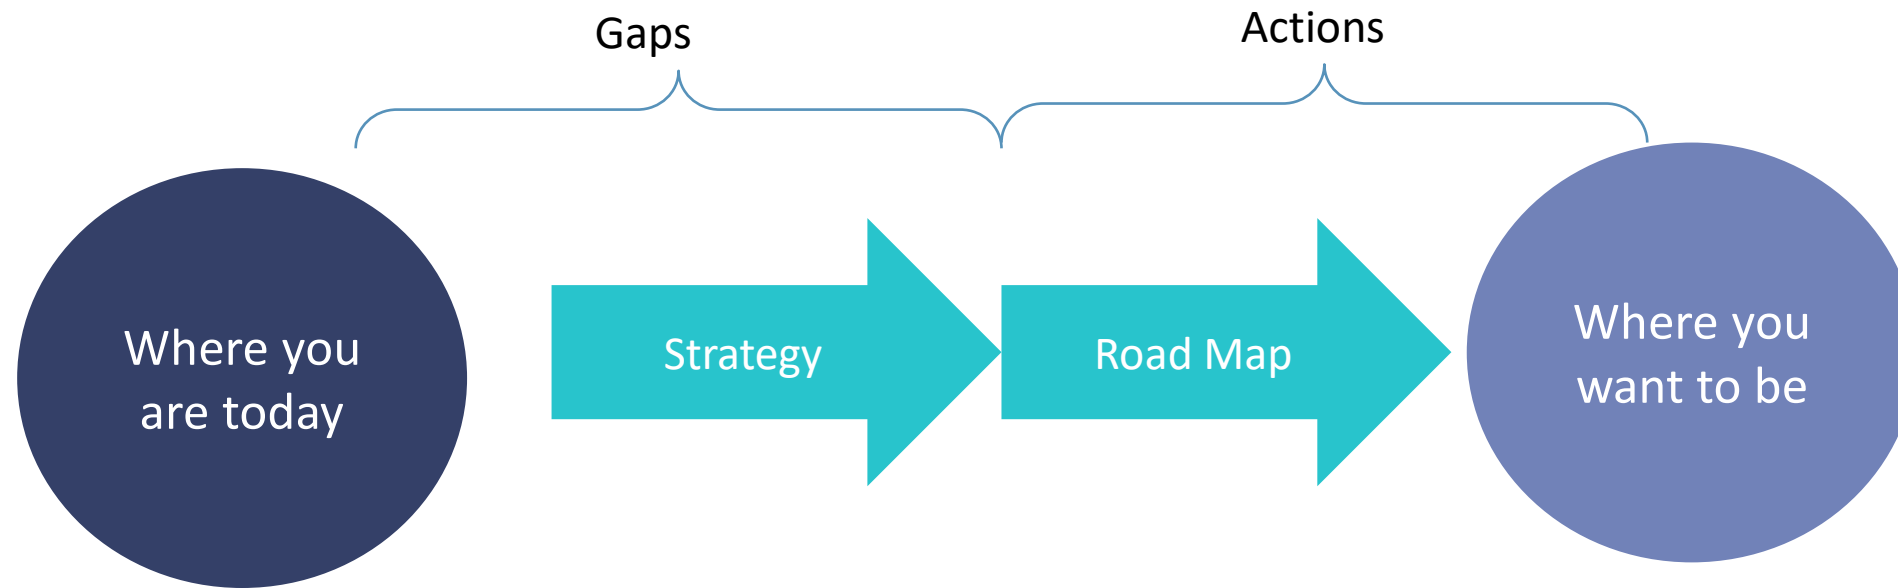 Gaps
Actions
Where you
are today
Strategy
Road Map
Where you
want to be